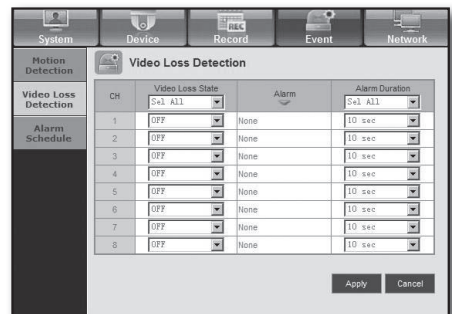 System Device Record Event Network
REC
Motion Detection
Video Loss Detection
Alarm Schedule
Video Loss Detection
CH Video Loss State Alarm Alarm Duration
Sel All Sel All
1 OFF None 10 sec
2 OFF None 10 sec
3 OFF None 10 sec
4 OFF None 10 sec
5 OFF None 10 sec
6 OFF None 10 sec
7 OFF None 10 sec
8 OFF None 10 sec
Apply Cancel